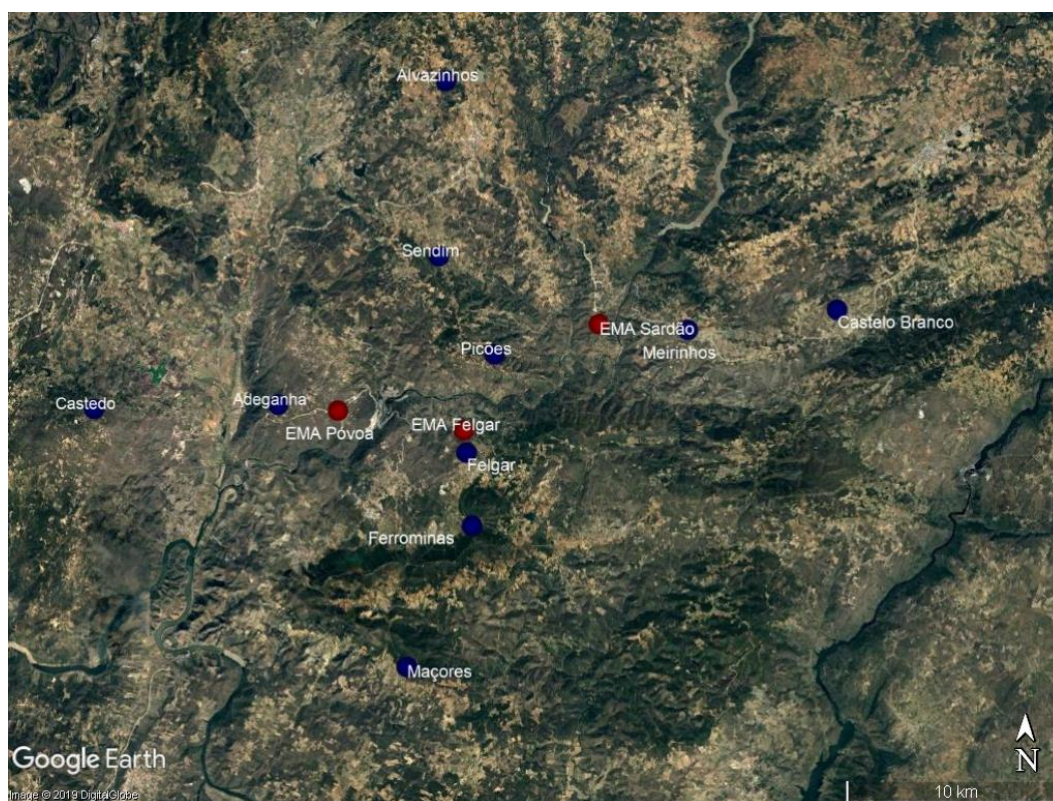 Alvazinhos
Sendim
EMA Sardão
Castelo Branco
Meirinhos
Picões
Castedo
Adeganha
EMA Póvoa
EMA Felgar
Felgar
Ferrominas
Maçores
Google Earth
N
Image © 2019 DigitalGlobe
10 km